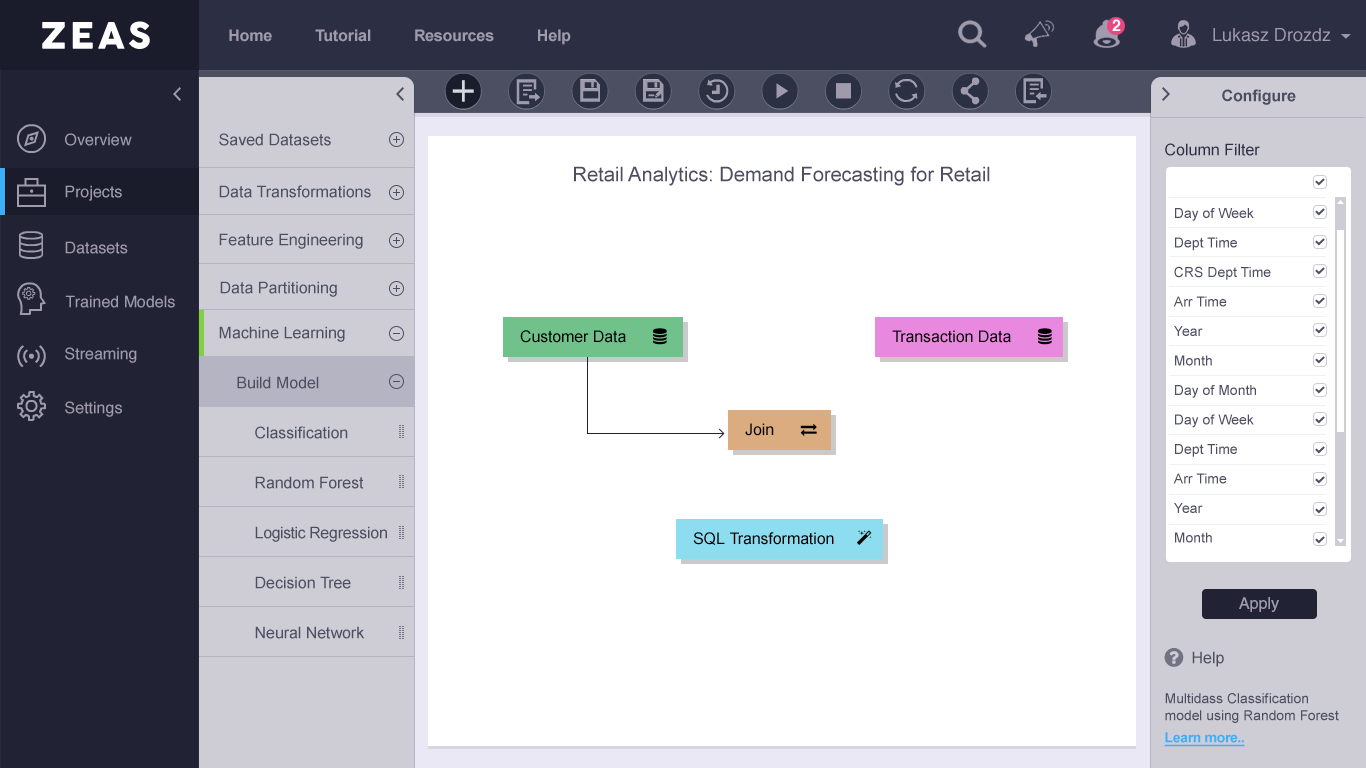 ZEAS
Home Tutorial Resources Help
2
Lukasz Drozdz
Overview
Projects
Datasets
Trained Models
Streaming
Settings
Saved Datasets
Data Transformations
Feature Engineering
Data Partitioning
Machine Learning
Build Model
Classification
Random Forest
Logistic Regression
Decision Tree
Neural Network
Retail Analytics: Demand Forecasting for Retail
Customer Data
Transaction Data
Join
SQL Transformation
Configure
Column Filter
Day of Week
Dept Time
CRS Dept Time
Arr Time
Year
Month
Day of Month
Day of Week
Dept Time
Arr Time
Year
Month
Apply
? Help
Multidass Classification
model using Random Forest
Learn more..